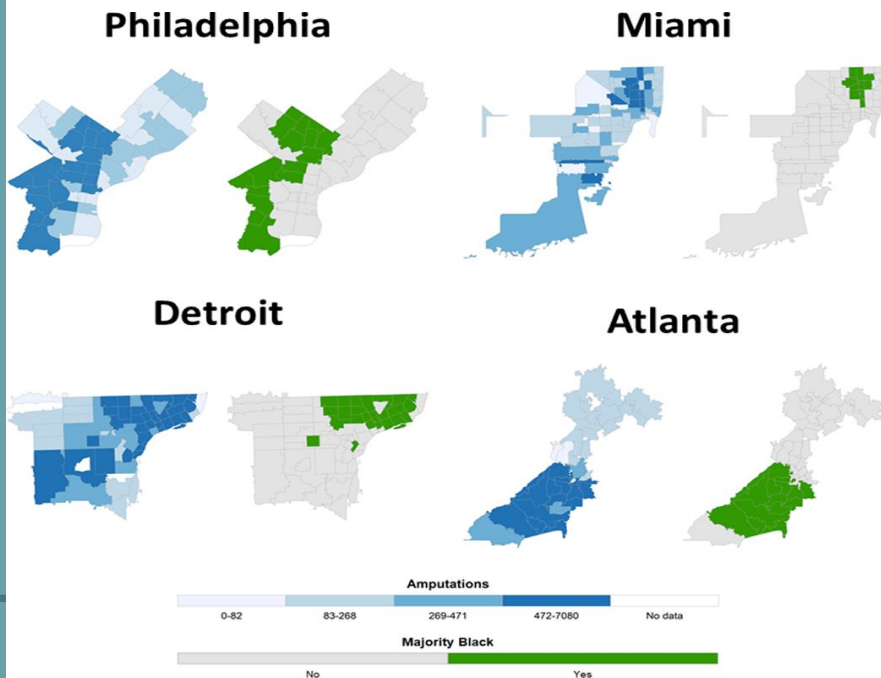 Philadelphia
Miami
Detroit
Atlanta
Amputations
0-82
83-268
269-471
472-7080
No data
Majority Black
No
Yes